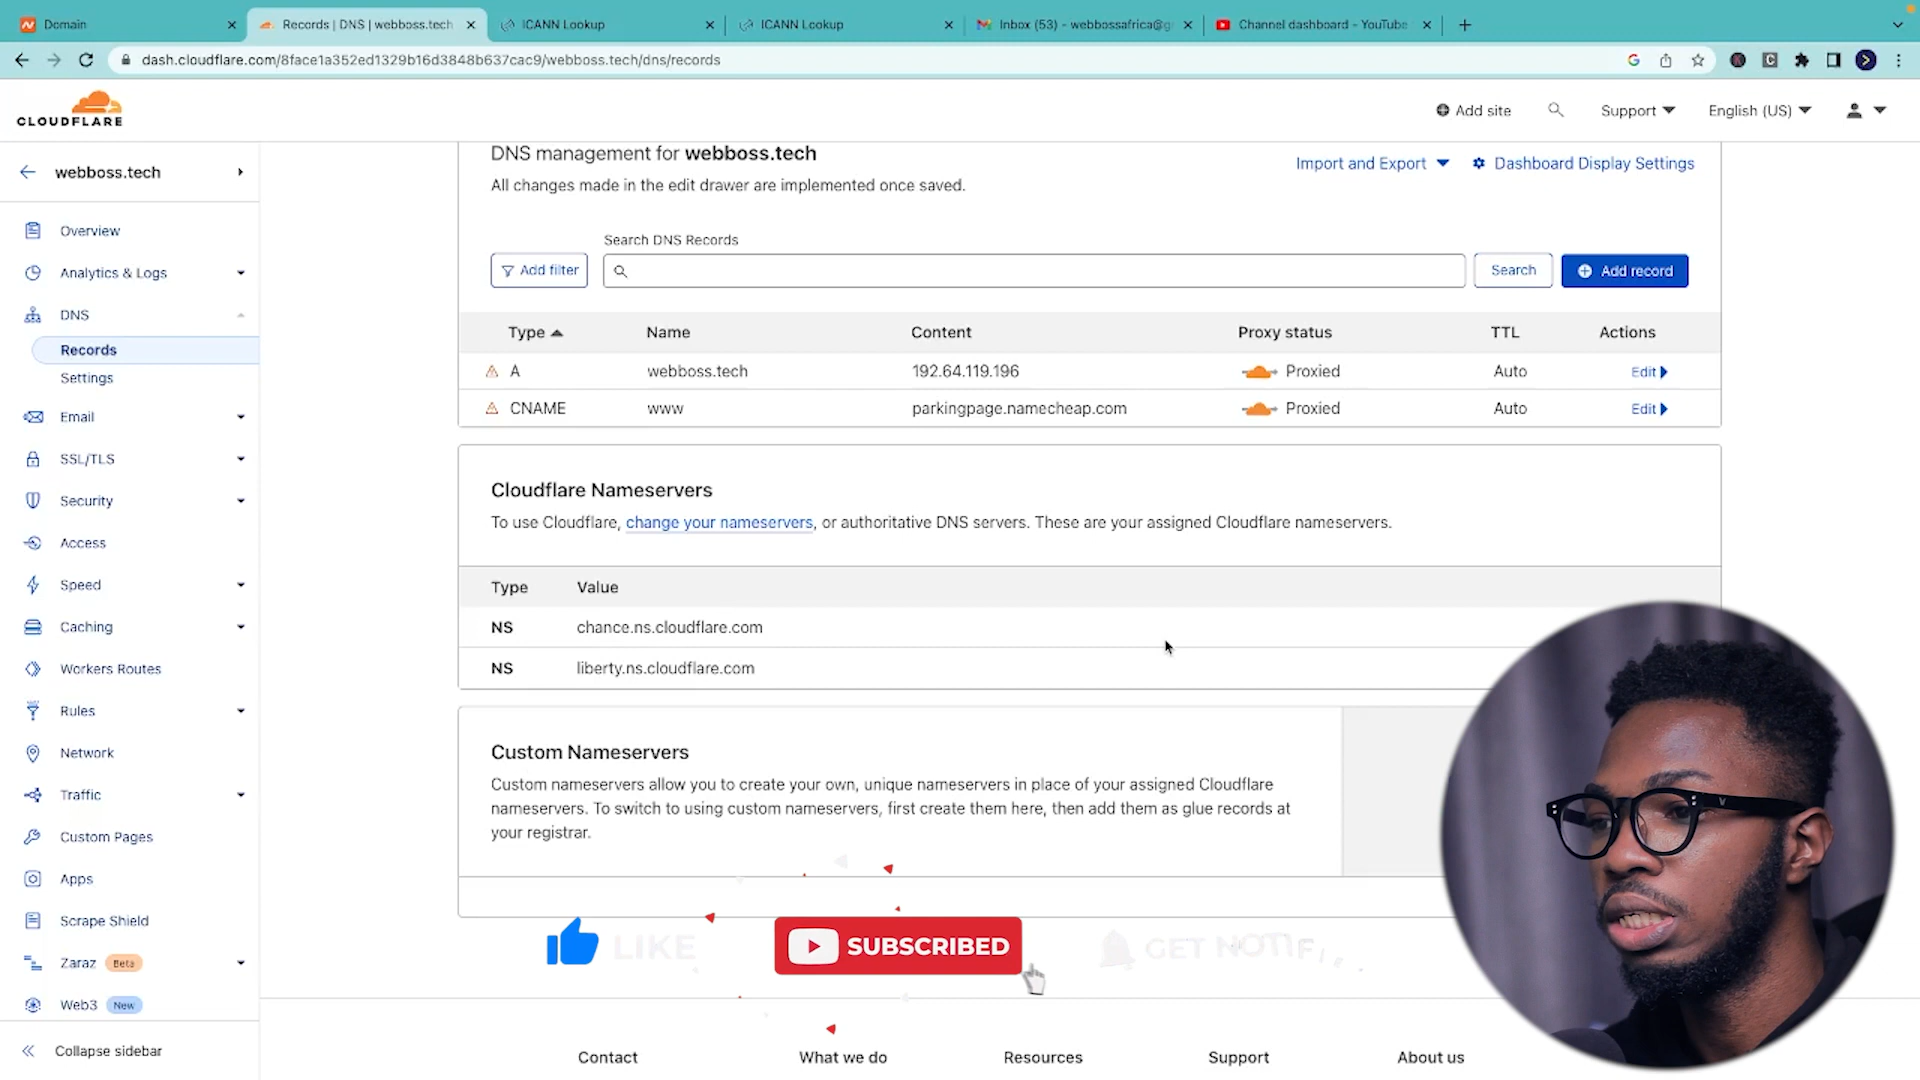 Domain
Records | DNS | webboss.tech
ICANN Lookup
ICANN Lookup
Inbox (53) - webbossafrica@g
Channel dashboard - YouTube
dash.cloudflare.com/8face1a352ed1329b16d3848b637cac9/webboss.tech/dns/records
CLOUDFLARE
Add site
Support
English (US)
webboss.tech
Overview
Analytics & Logs
DNS
Records
Settings
Email
SSL/TLS
Security
Access
Speed
Caching
Workers Routes
Rules
Network
Traffic
Custom Pages
Apps
Scrape Shield
Zaraz Beta
Web3 New
Collapse sidebar
DNS management for webboss.tech
All changes made in the edit drawer are implemented once saved.
Import and Export
Dashboard Display Settings
Search DNS Records
Add filter
Search
Add record
Type Name Content Proxy status TTL Actions
A webboss.tech 192.64.119.196 Proxied Auto Edit
CNAME www parkingpage.namecheap.com Proxied Auto Edit
Cloudflare Nameservers
To use Cloudflare, change your nameservers, or authoritative DNS servers. These are your assigned Cloudflare nameservers.
Type Value
NS chance.ns.cloudflare.com
NS liberty.ns.cloudflare.com
Custom Nameservers
Custom nameservers allow you to create your own, unique nameservers in place of your assigned Cloudflare
nameservers. To switch to using custom nameservers, first create them here, then add them as glue records at
your registrar.
LIKE
SUBSCRIBED
GET NOTIF
Contact What we do Resources Support About us